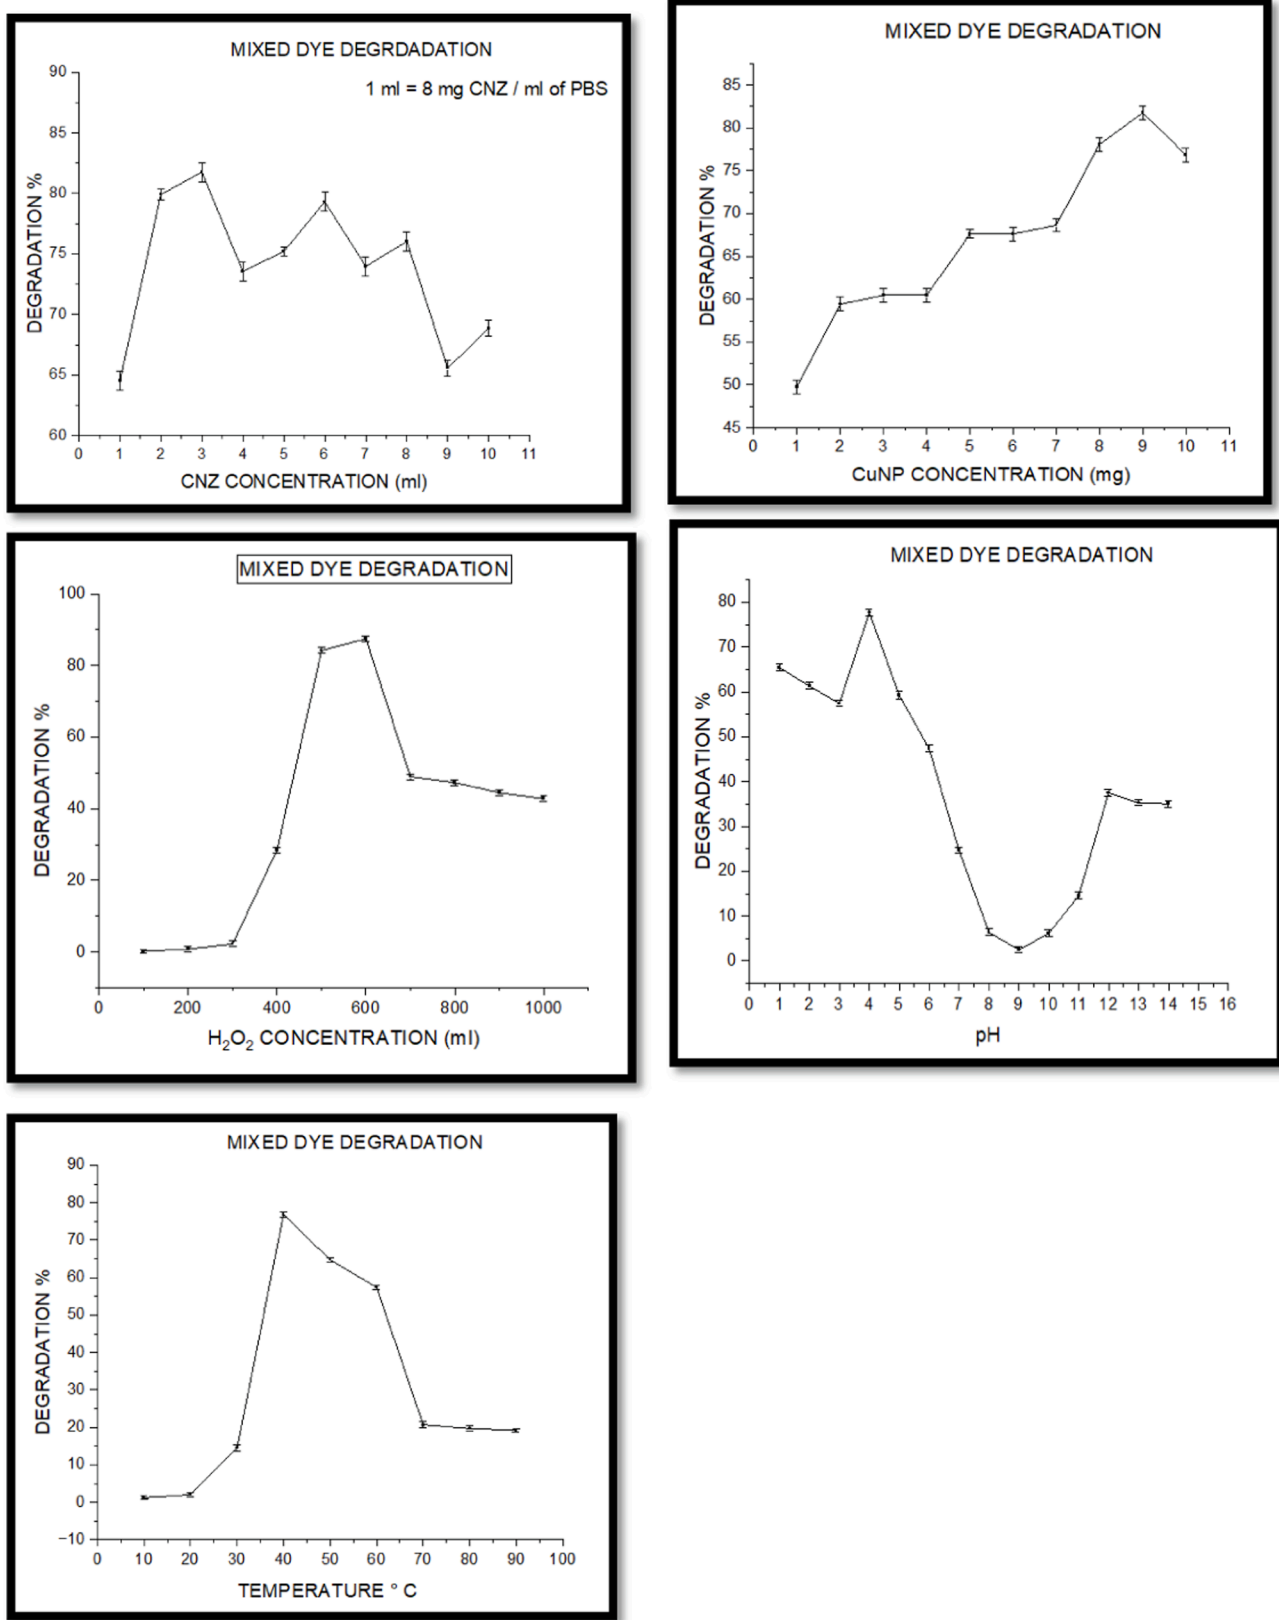 MIXED DYE DEGRDADATION
1 ml = 8 mg CNZ / ml of PBS
90
85
80
75
70
65
60
DEGRADATION %
0 1 2 3 4 5 6 7 8 9 10 11
CNZ CONCENTRATION (ml)
MIXED DYE DEGRADATION
85
80
75
70
65
60
55
50
45
DEGRADATION %
0 1 2 3 4 5 6 7 8 9 10 11
CuNP CONCENTRATION (mg)
MIXED DYE DEGRADATION
100
80
60
40
20
0
DEGRADATION %
0 200 400 600 800 1000
H₂O₂ CONCENTRATION (ml)
MIXED DYE DEGRADATION
80
70
60
50
40
30
20
10
0
DEGRADATION %
0 1 2 3 4 5 6 7 8 9 10 11 12 13 14 15 16
pH
MIXED DYE DEGRADATION
90
80
70
60
50
40
30
20
10
0
−10
DEGRADATION %
0 10 20 30 40 50 60 70 80 90 100
TEMPERATURE ° C